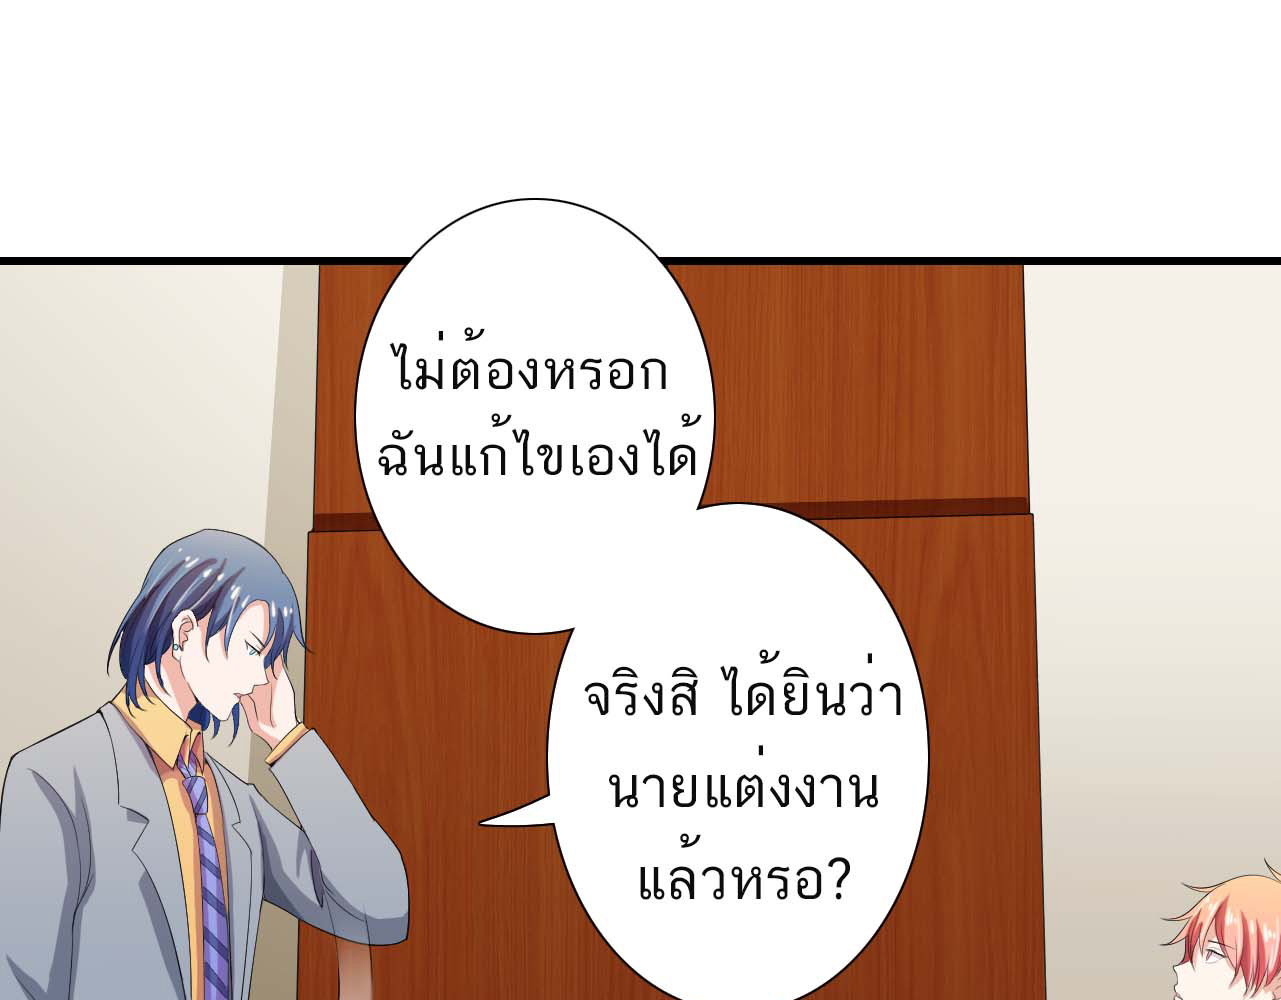 ไม่ต้องหรอก
ฉันแก้ไขเองได้
จริงสิ ได้ยินว่า
นายแต่งงาน
แล้วหรอ?